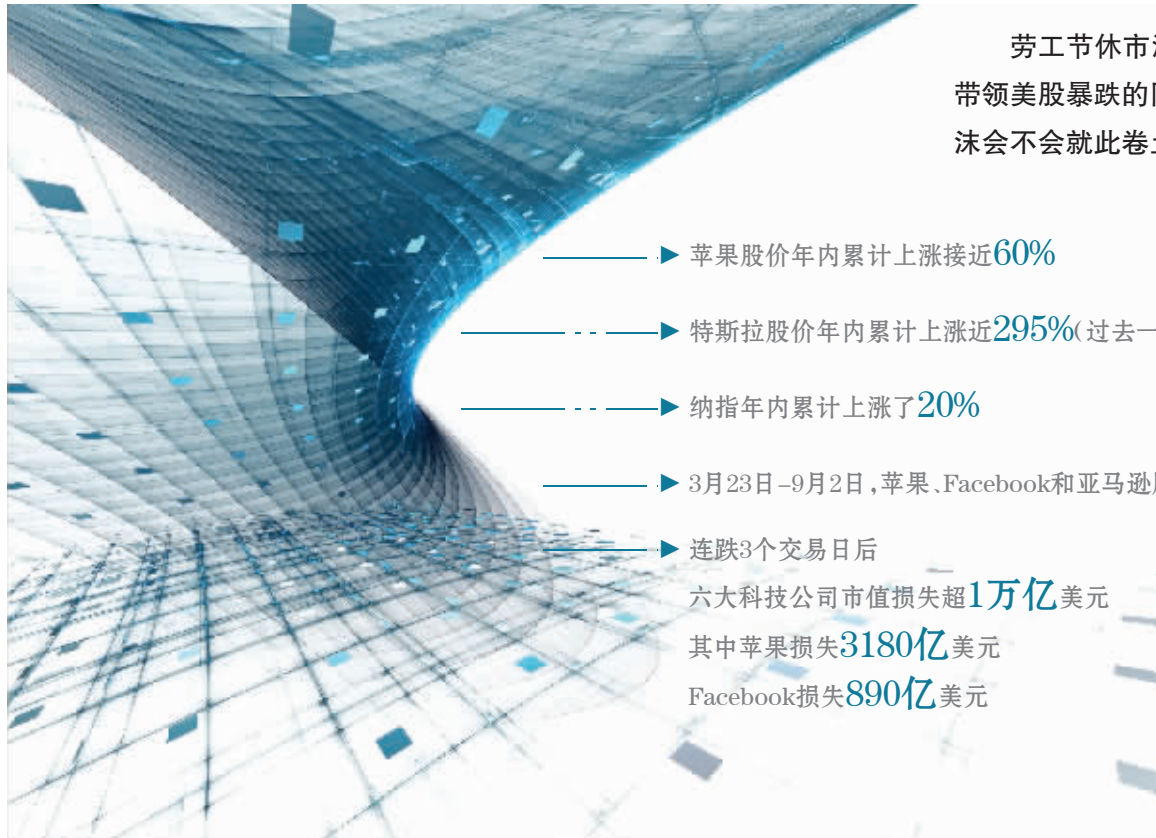 劳工节休市
带领美股暴跌的
沫会不会就此卷
苹果股价年内累计上涨接近60%
特斯拉股价年内累计上涨近295%(过去一
纳指年内累计上涨了20%
3月23日-9月2日,苹果、Facebook和亚马逊
连跌3个交易日后
六大科技公司市值损失超1万亿美元
其中苹果损失3180亿美元
Facebook损失890亿美元